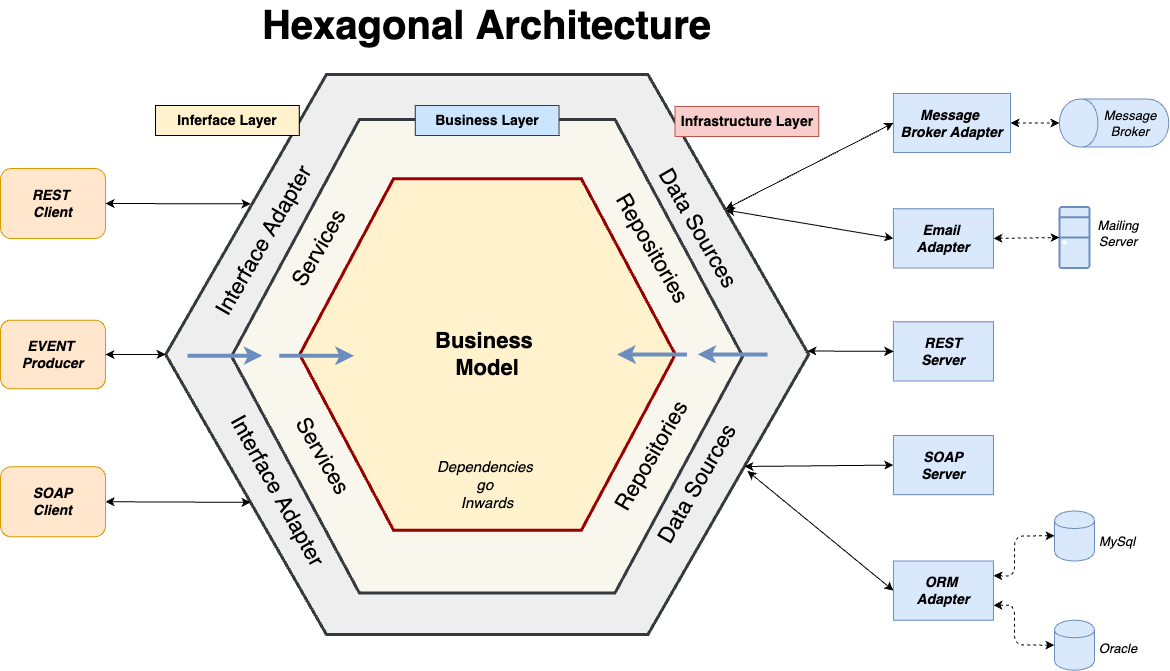 Hexagonal Architecture
Inferface Layer
Business Layer
Infrastructure Layer
REST
Client
EVENT
Producer
SOAP
Client
Interface Adapter
Services
Interface Adapter
Services
Business
Model
Dependencies
go
Inwards
Repositories
Data Sources
Repositories
Data Sources
Message
Broker Adapter
Message
Broker
Email
Adapter
Mailing
Server
REST
Server
SOAP
Server
ORM
Adapter
MySql
Oracle